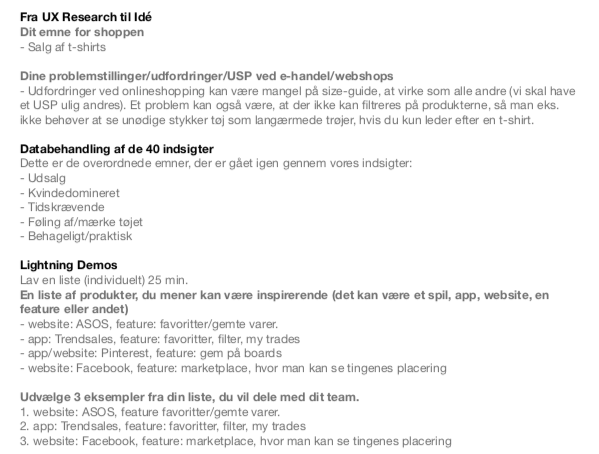 Fra UX Research til Idé
Dit emne for shoppen
- Salg af t-shirts
Dine problemstillinger/udfordringer/USP ved e-handel/webshops
- Udfordringer ved onlineshopping kan være mangel på size-guide, at virke som alle andre (vi skal have
et USP ulig andres). Et problem kan også være, at der ikke kan filtreres på produkterne, så man eks.
ikke behøver at se unødige stykker tøj som langærmede trøjer, hvis du kun leder efter en t-shirt.
Databehandling af de 40 indsigter
Dette er de overordnede emner, der er gået igen gennem vores indsigter:
- Udsalg
- Kvindedomineret
- Tidskrævende
- Føling af/mærke tøjet
- Behageligt/praktisk
Lightning Demos
Lav en liste (individuelt) 25 min.
En liste af produkter, du mener kan være inspirerende (det kan være et spil, app, website, en
feature eller andet)
- website: ASOS, feature: favoritter/gemte varer.
- app: Trendsales, feature: favoritter, filter, my trades
- app/website: Pinterest, feature: gem på boards
- website: Facebook, feature: marketplace, hvor man kan se tingenes placering
Udvælge 3 eksempler fra din liste, du vil dele med dit team.
1. website: ASOS, feature favoritter/gemte varer.
2. app: Trendsales, feature: favoritter, filter, my trades
3. website: Facebook, feature: marketplace, hvor man kan se tingenes placering